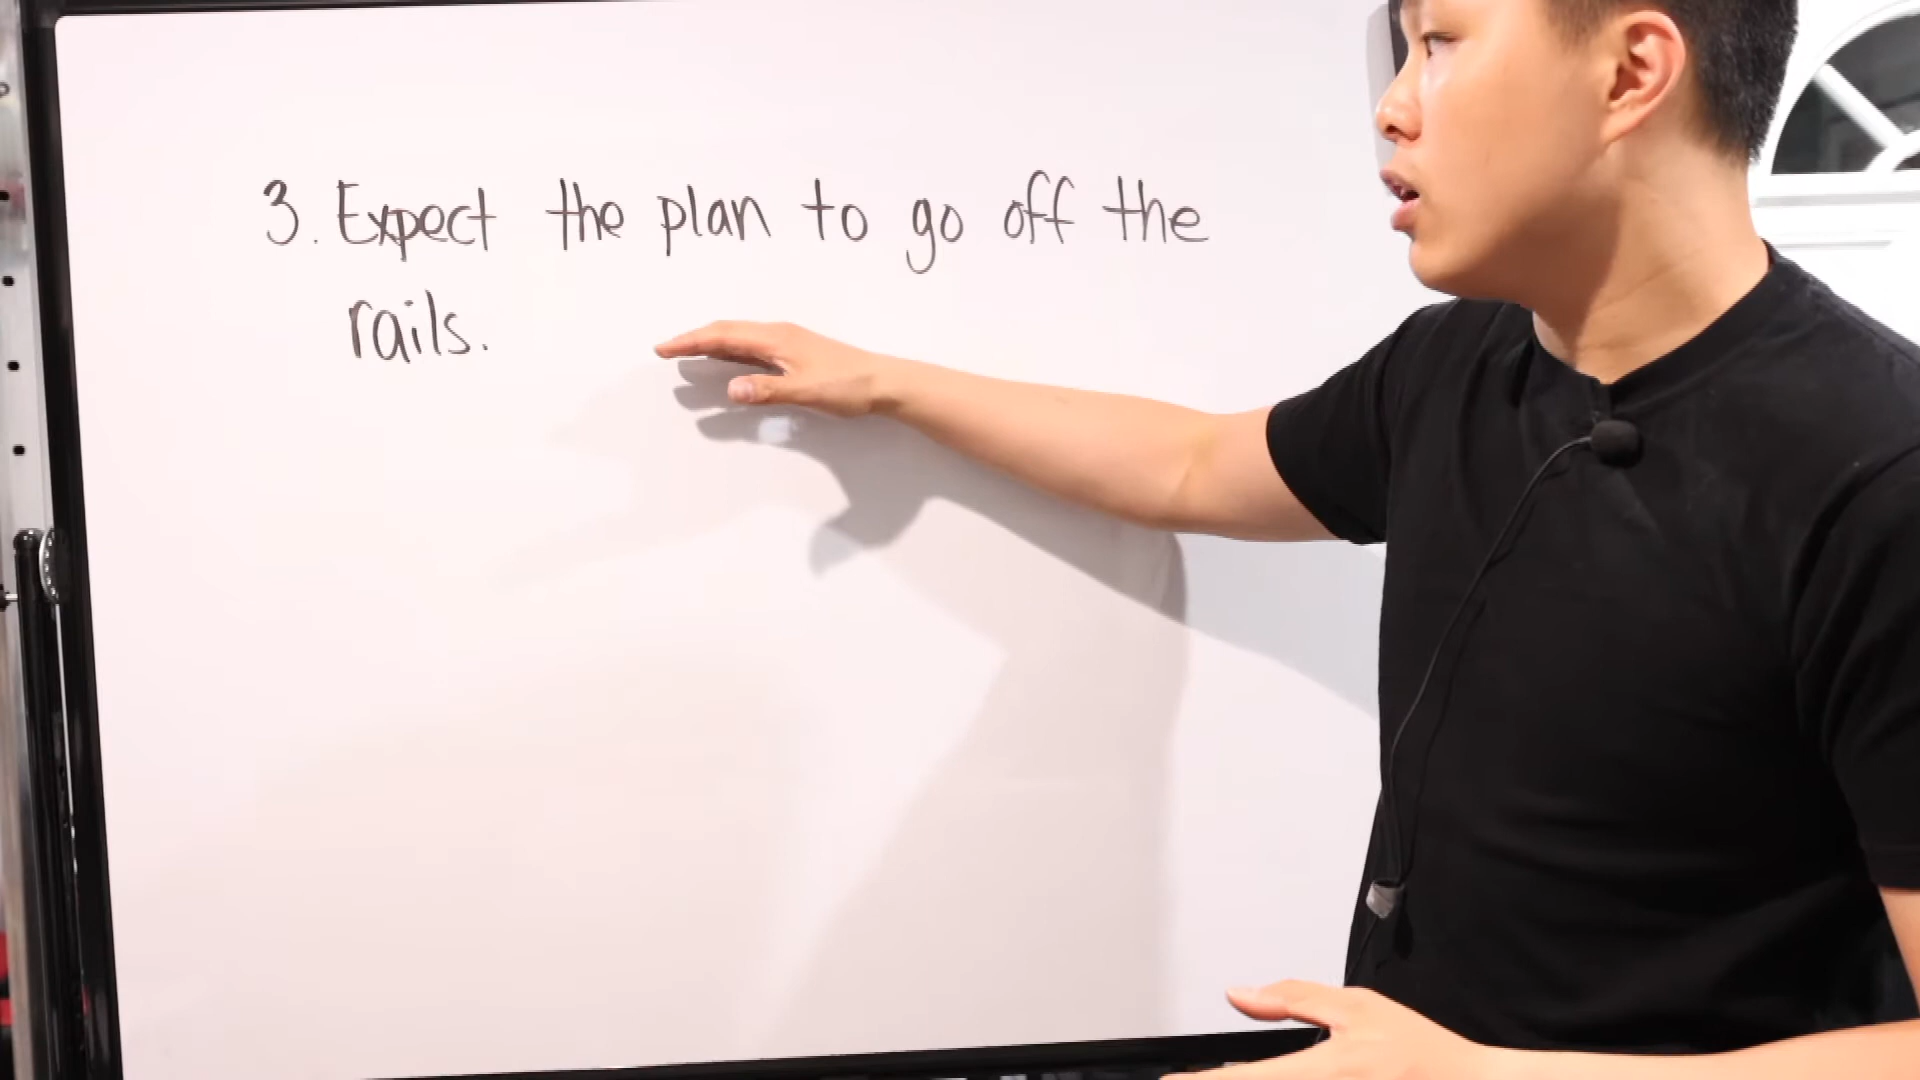 3. Expect the plan to go off the
rails.